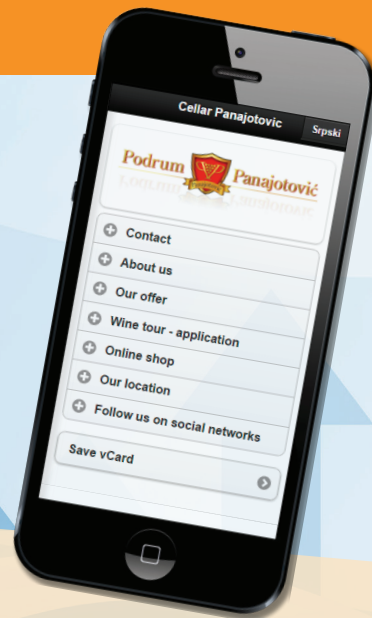 Cellar Panajotovic
Srpski
Podrum Panajotović
Contact
About us
Our offer
Wine tour - application
Online shop
Our location
Follow us on social networks
Save vCard